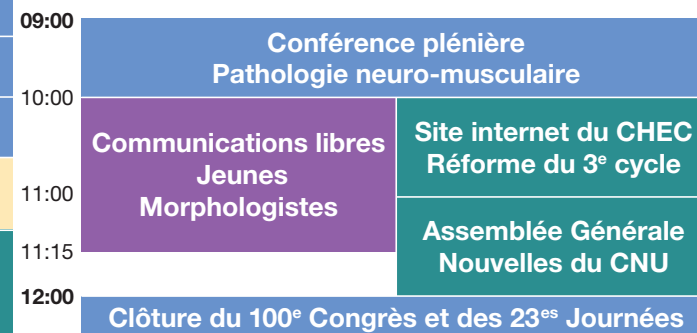 09:00
Conférence plénière
Pathologie neuro-musculaire
10:00
Communications libres
Jeunes
Morphologistes
Site internet du CHEC
Réforme du 3e cycle
11:00
Assemblée Générale
Nouvelles du CNU
11:15
12:00
Clôture du 100e Congrès et des 23es Journées